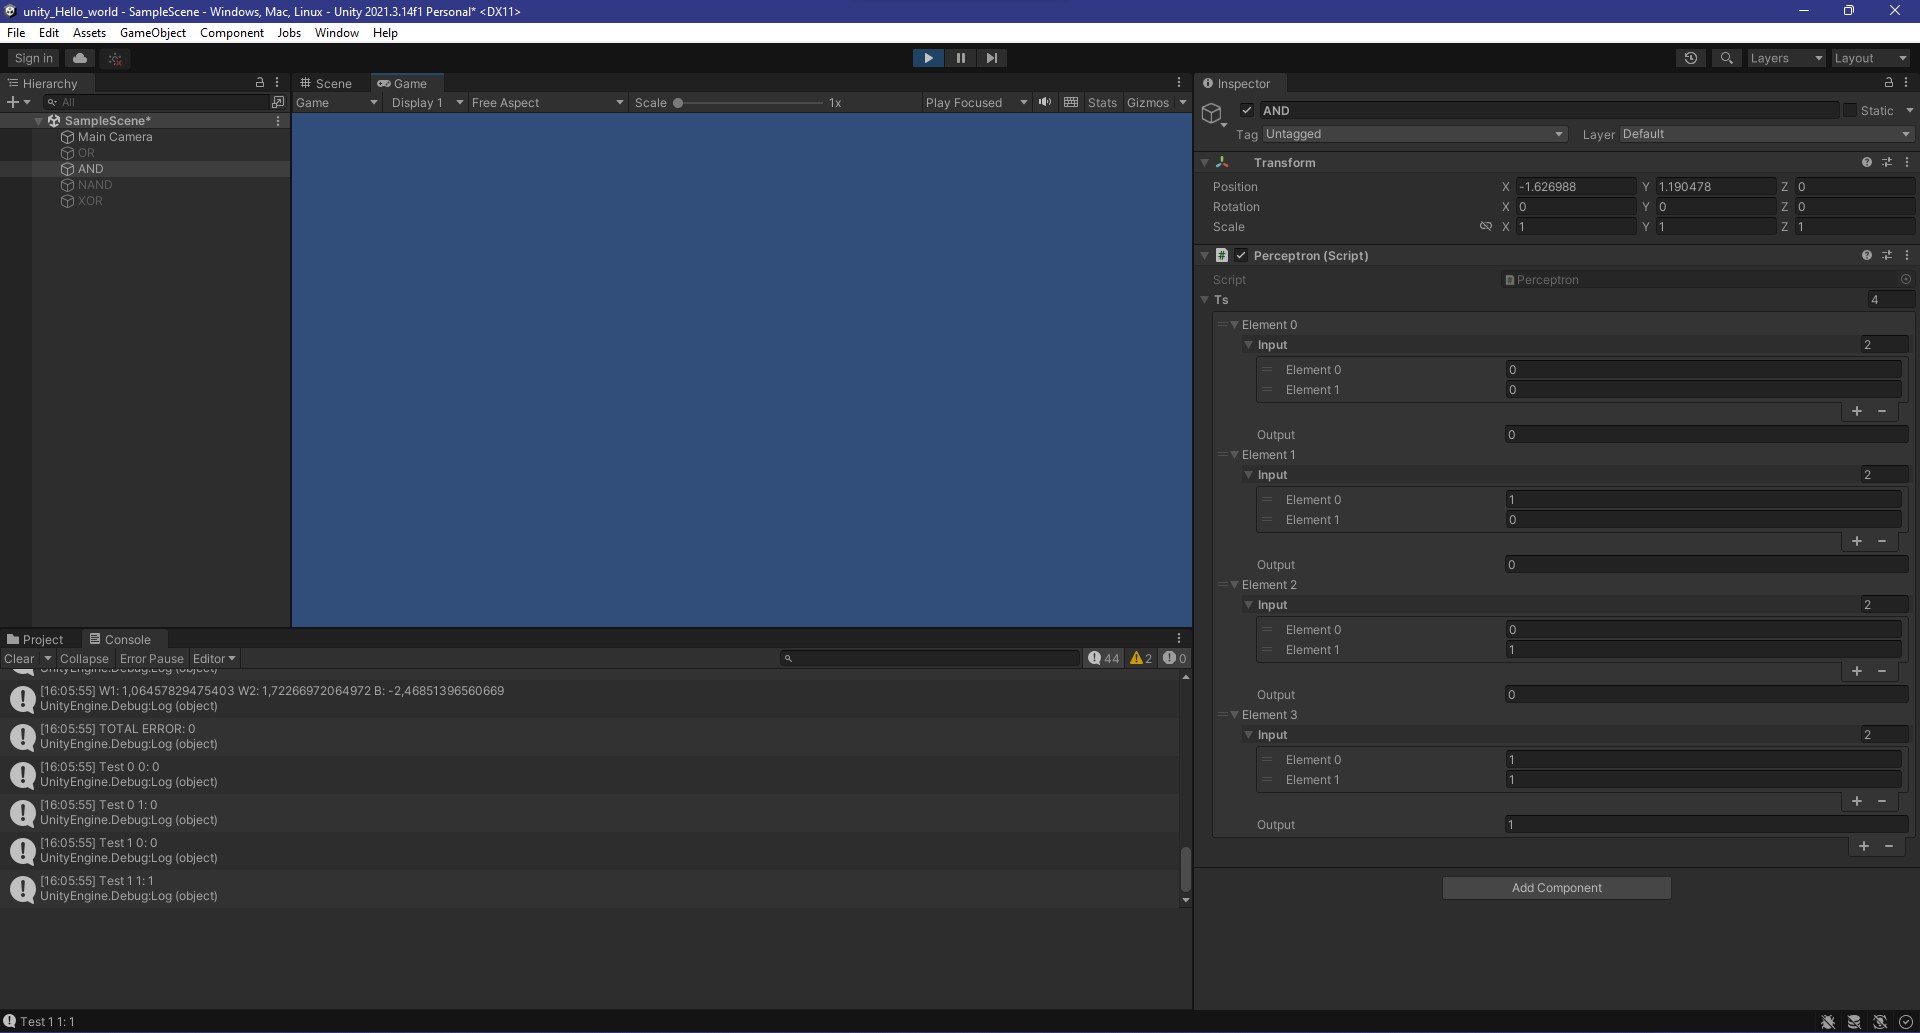 unity_Hello_world - SampleScene - Windows, Mac, Linux - Unity 2021.3.14f1 Personal* <DX11>
File Edit Assets GameObject Component Jobs Window Help
Sign in
Layers
Layout
Hierarchy
All
SampleScene*
Main Camera
OR
AND
NAND
XOR
Scene
Game
Game Display 1 Free Aspect Scale 1x Play Focused Stats Gizmos
Project
Console
Clear Collapse Error Pause Editor 44 2 0
UnityEngine.Debug:Log (object)
[16:05:55] W1: 1,06457829475403 W2: 1,72266972064972 B: -2,46851396560669
UnityEngine.Debug:Log (object)
[16:05:55] TOTAL ERROR: 0
UnityEngine.Debug:Log (object)
[16:05:55] Test 0 0: 0
UnityEngine.Debug:Log (object)
[16:05:55] Test 0 1: 0
UnityEngine.Debug:Log (object)
[16:05:55] Test 1 0: 0
UnityEngine.Debug:Log (object)
[16:05:55] Test 1 1: 1
UnityEngine.Debug:Log (object)
Test 1 1: 1
Inspector
AND Static
Tag Untagged Layer Default
Transform
Position X -1.626988 Y 1.190478 Z 0
Rotation X 0 Y 0 Z 0
Scale X 1 Y 1 Z 1
# Perceptron (Script)
Script Perceptron
Ts 4
Element 0
Input 2
Element 0 0
Element 1 0
+ -
Output 0
Element 1
Input 2
Element 0 1
Element 1 0
+ -
Output 0
Element 2
Input 2
Element 0 0
Element 1 1
+ -
Output 0
Element 3
Input 2
Element 0 1
Element 1 1
+ -
Output 1
+ -
Add Component